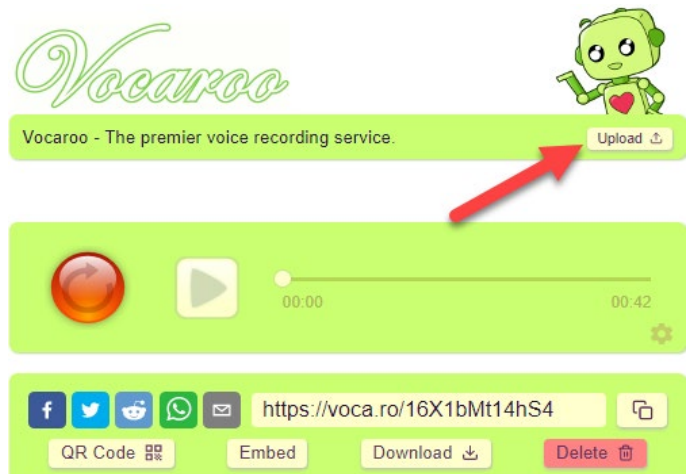 Vocaroo
Vocaroo - The premier voice recording service.
Upload
00:00 00:42
https://voca.ro/16X1bMt14hS4
QR Code Embed Download Delete